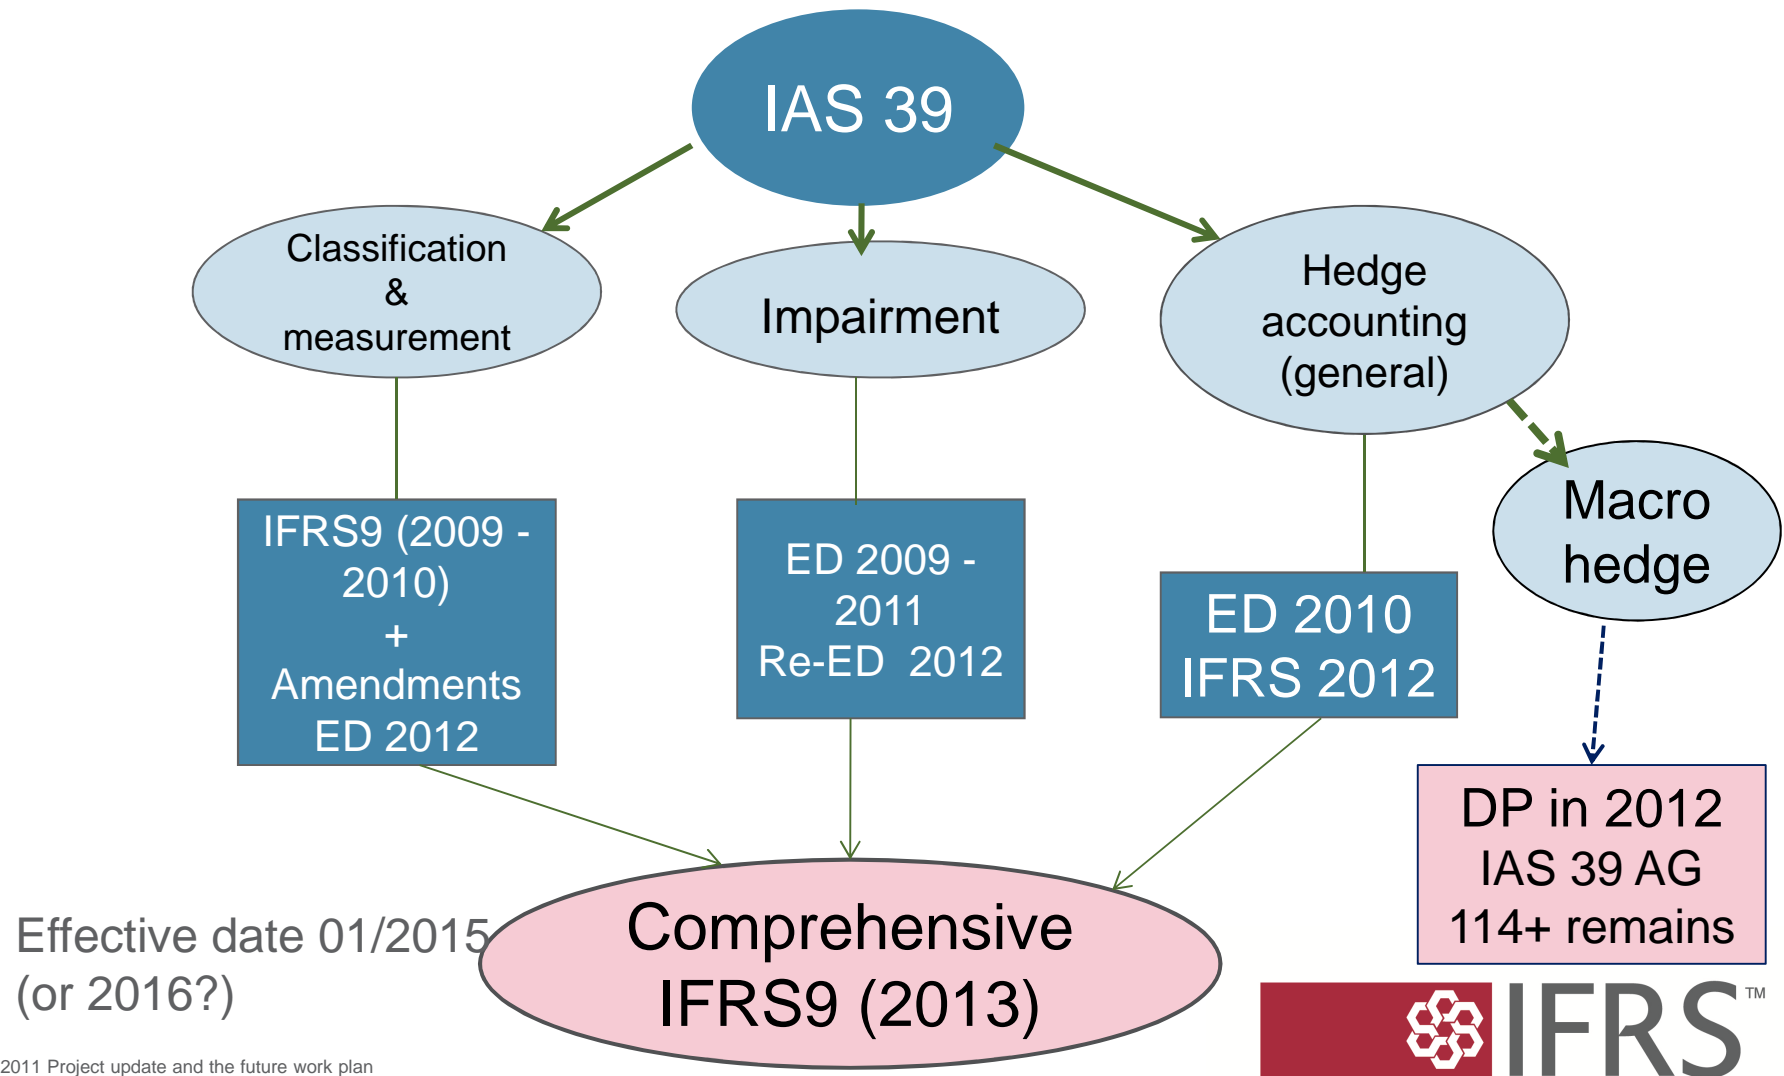 IAS 39
Classification
&
measurement
Impairment
Hedge
accounting
(general)
Macro
hedge
IFRS9 (2009 -
2010)
+
Amendments
ED 2012
ED 2009 -
2011
Re-ED 2012
ED 2010
IFRS 2012
DP in 2012
IAS 39 AG
114+ remains
Comprehensive
IFRS9 (2013)
Effective date 01/2015
(or 2016?)
2011 Project update and the future work plan
IFRS™